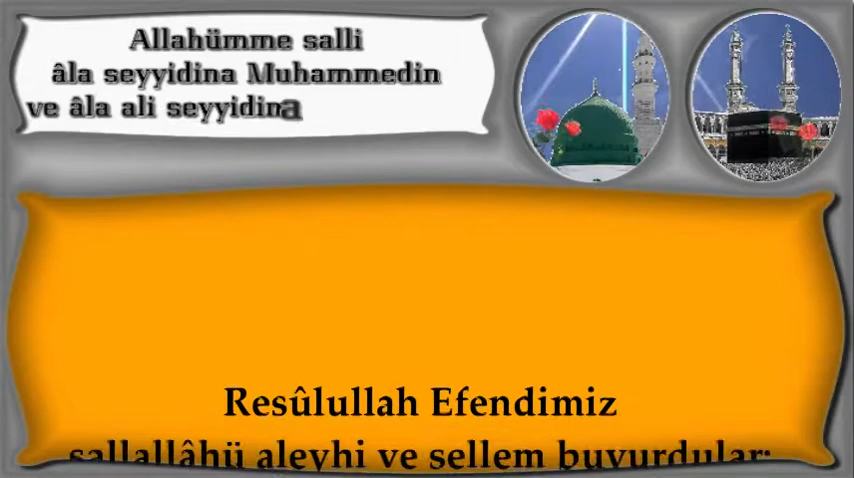 Allahümme salli
âla seyyidina Muhammedin
ve âla ali seyyidina
Resûlullah Efendimiz
sallallâhü aleyhi ve sellem buyurdular: